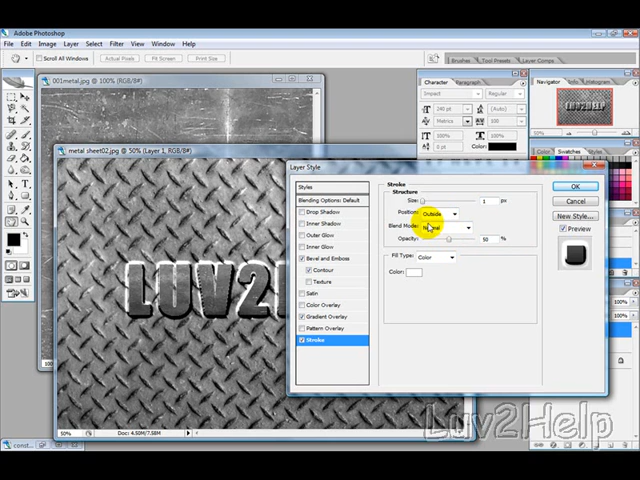 Adobe Photoshop
File Edit Image Layer Select Filter View Window Help
Scroll All Windows Actual Pixels Fit Screen Print Size
Brushes Tool Presets Layer Comps
001metal.jpg @ 100% (RGB/8#)
Character Paragraph
Navigator Info Histogram
Impact Regular
240 pt (Auto)
Metrics 100
100% 100%
0 pt Color:
50%
Color Swatches Styles
metal sheet02.jpg @ 50% (Layer 1, RGB/8#)
LUV2H
Layer Style
Styles
Blending Options: Default
Drop Shadow
Inner Shadow
Outer Glow
Inner Glow
Bevel and Emboss
Contour
Texture
Satin
Color Overlay
Gradient Overlay
Pattern Overlay
Stroke
Stroke
Structure
Size: 1 px
Position: Outside
Blend Mode: Normal
Opacity: 50 %
Fill Type: Color
Color:
OK
Cancel
New Style...
Preview
50% Doc: 4.50M/7.58M
Luv2Help